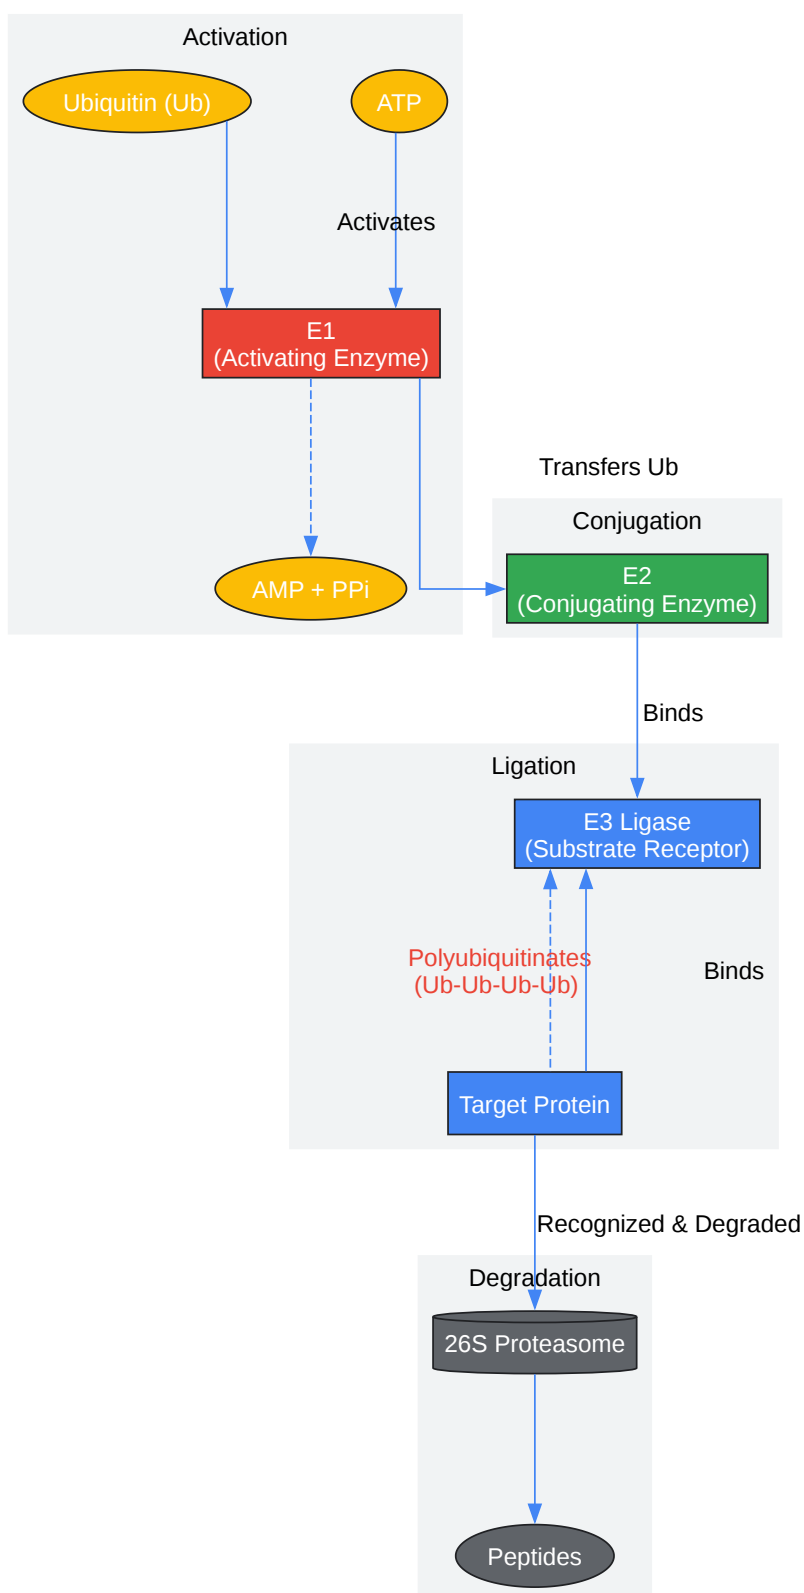 Activation
Ubiquitin (Ub)
ATP
Activates
E1
(Activating Enzyme)
Transfers Ub
Conjugation
E2
(Conjugating Enzyme)
AMP + PPi
Binds
Ligation
E3 Ligase
(Substrate Receptor)
Polyubiquitinates
(Ub-Ub-Ub-Ub)
Binds
Target Protein
Recognized & Degraded
Degradation
26S Proteasome
Peptides